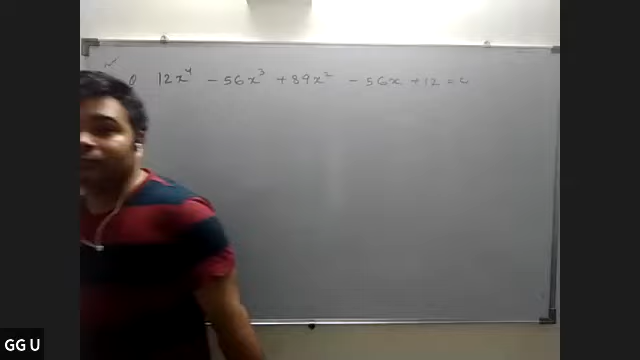 Q 12x⁴ - 56x³ + 89x² - 56x + 12 = 0
GG U